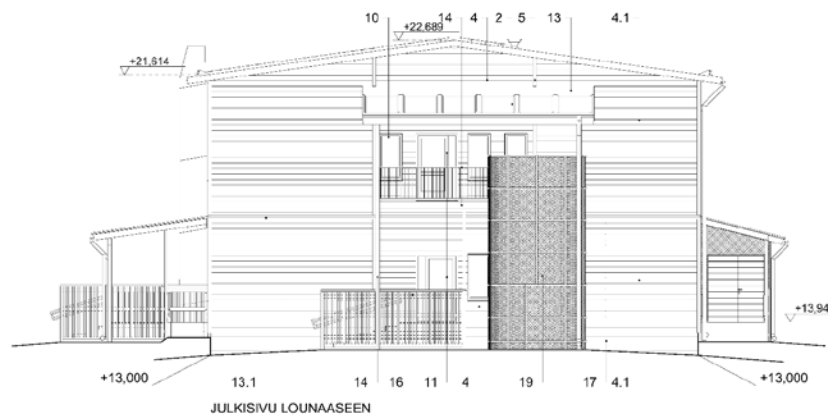 10 14 4 2 5 13 4.1
+22,689
+21,614
+13,94
+13,000 13.1 14 16 11 4 19 17 4.1 +13,000
JULKISIVU LOUNAASEEN